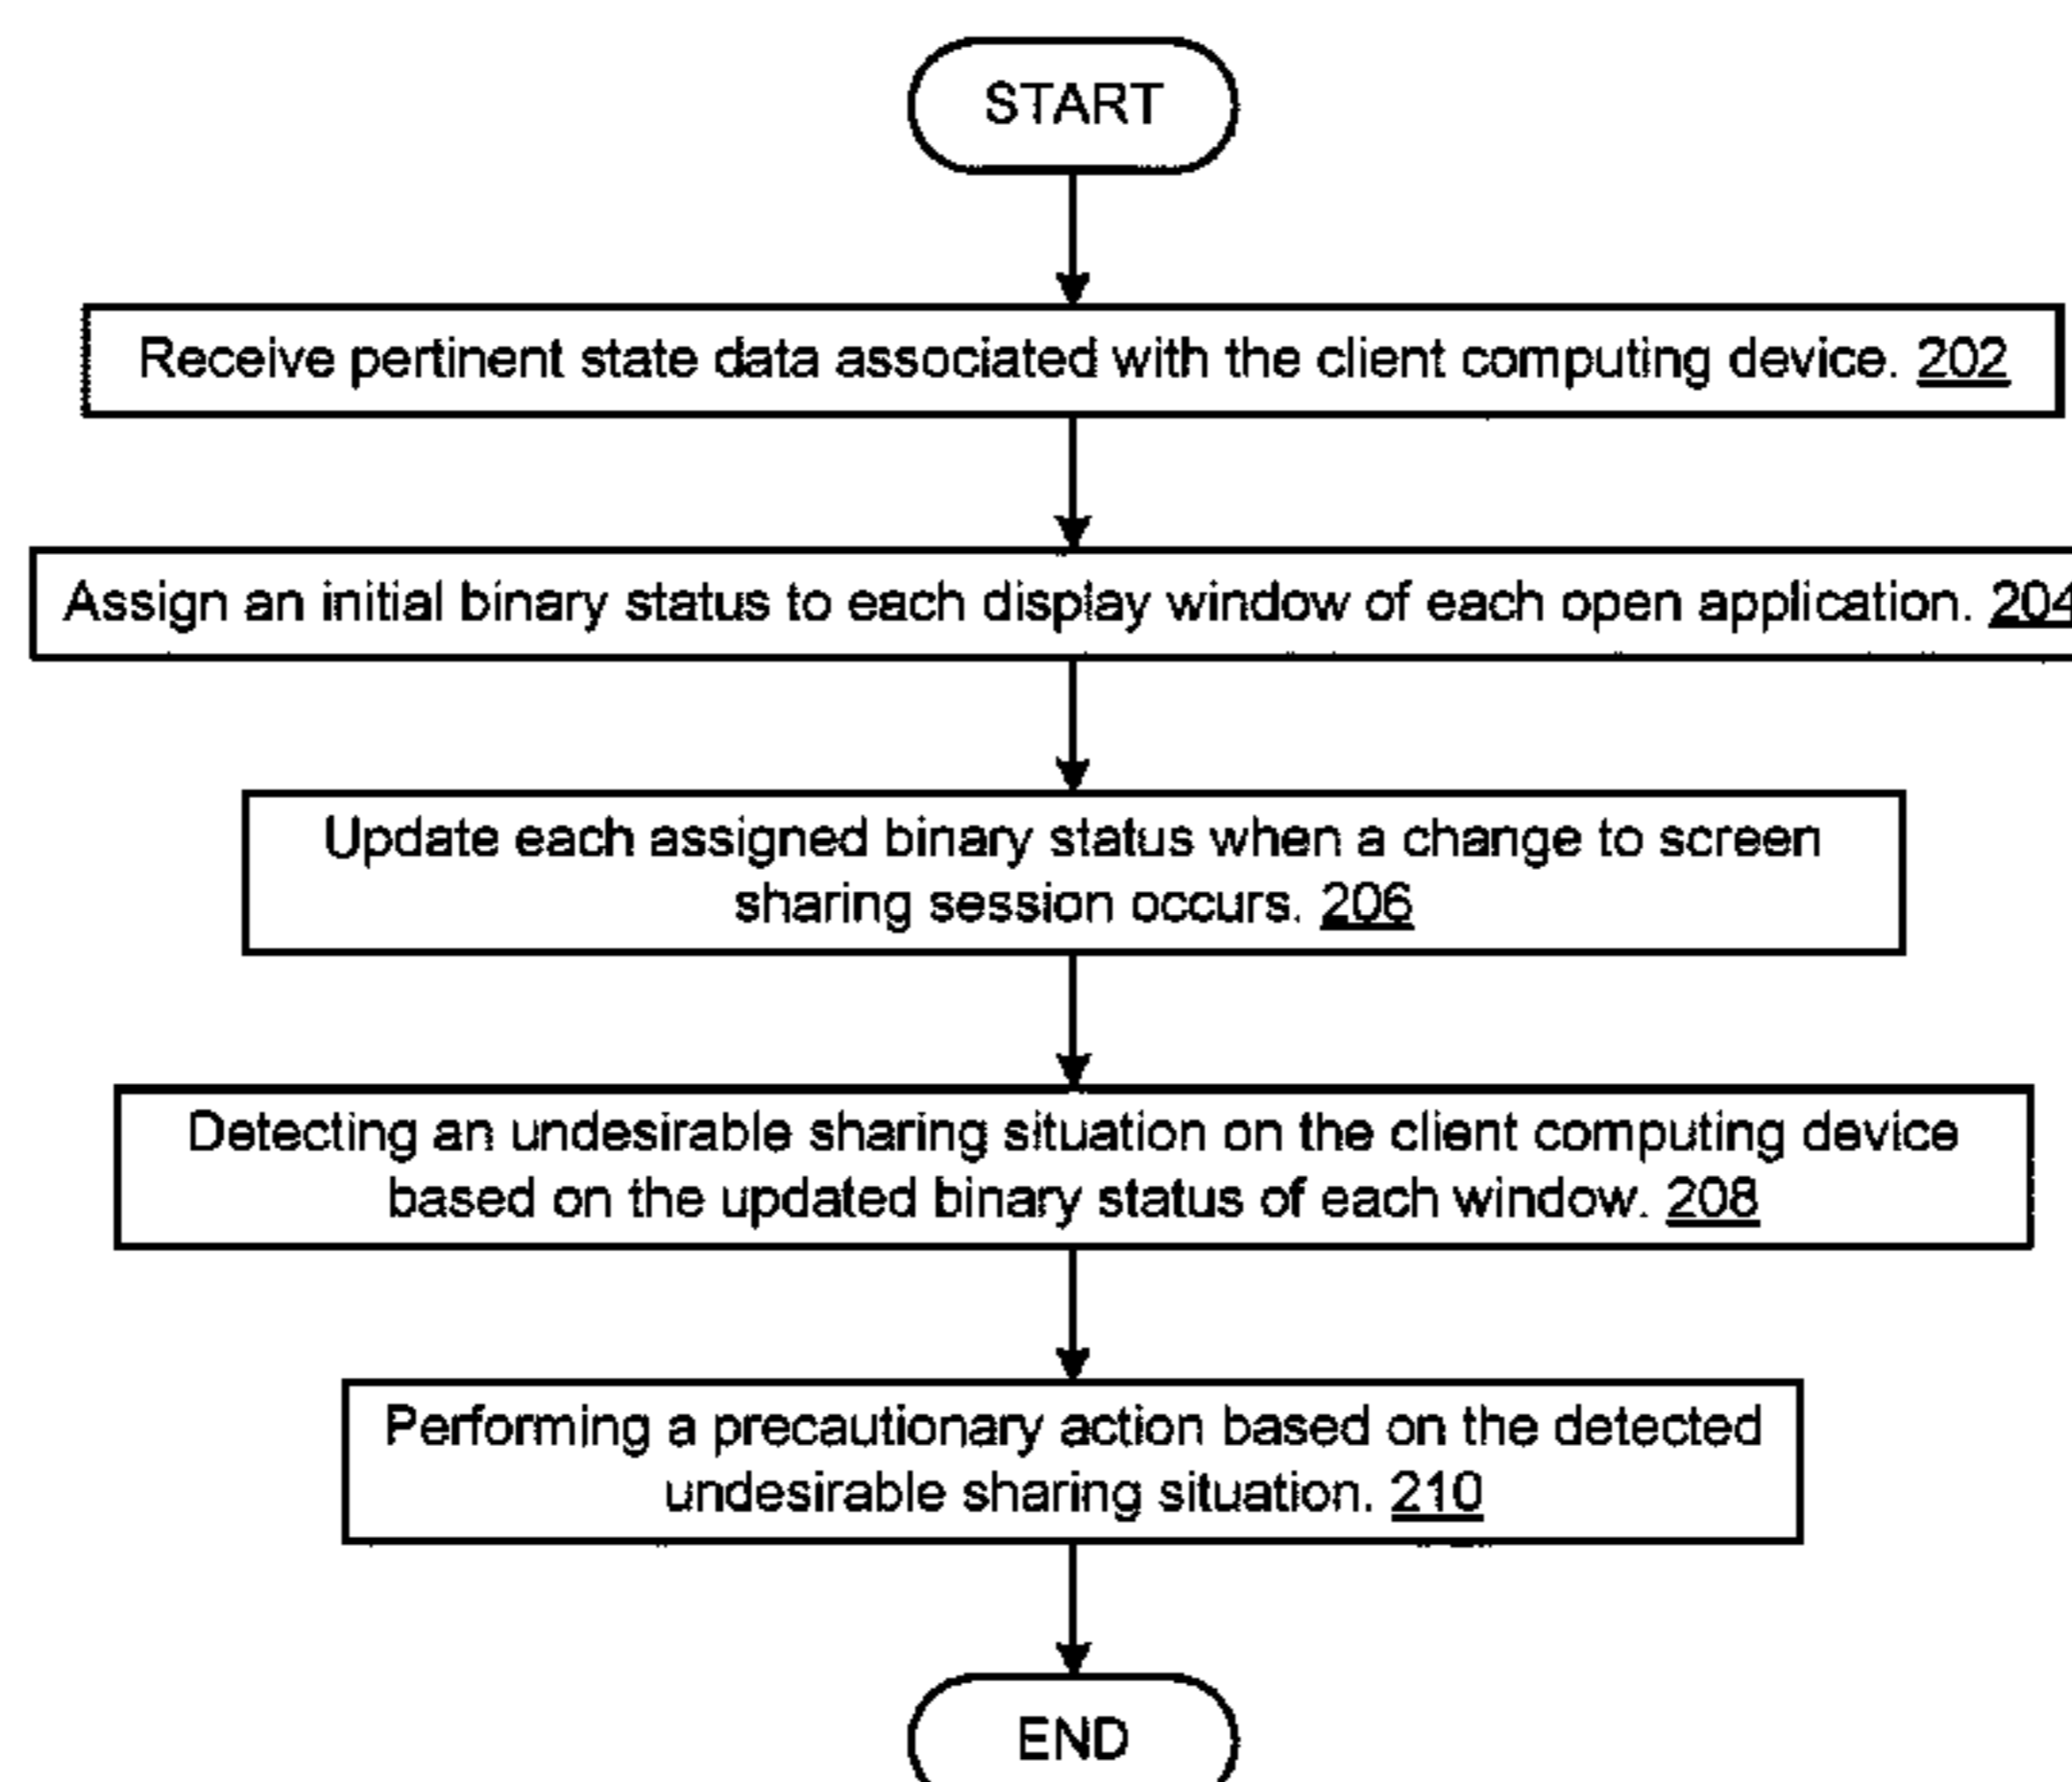 START
Receive pertinent state data associated with the client computing device. 202
Assign an initial binary status to each display window of each open application. 204
Update each assigned binary status when a change to screen
sharing session occurs. 206
Detecting an undesirable sharing situation on the client computing device
based on the updated binary status of each window. 208
Performing a precautionary action based on the detected
undesirable sharing situation. 210
END